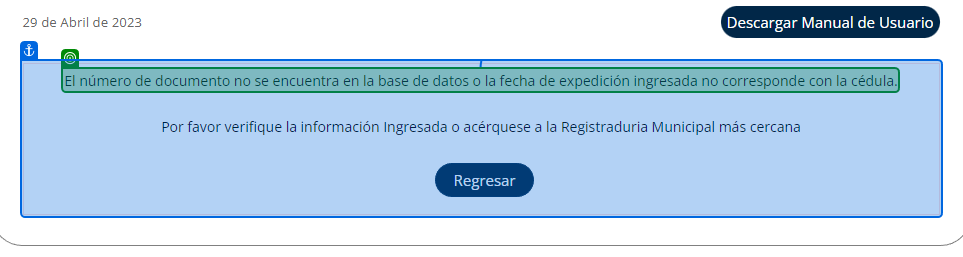 29 de Abril de 2023
Descargar Manual de Usuario
El número de documento no se encuentra en la base de datos o la fecha de expedición ingresada no corresponde con la cédula.
Por favor verifique la información Ingresada o acérquese a la Registraduria Municipal más cercana
Regresar